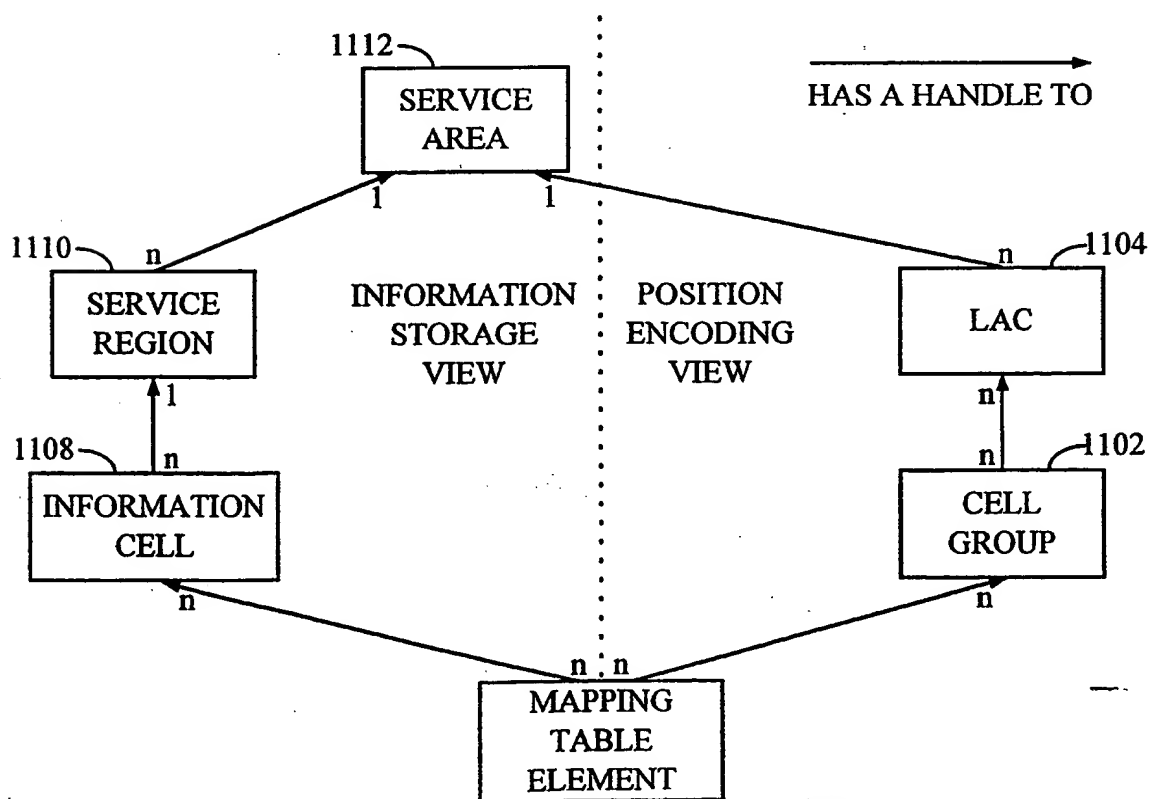 1112
SERVICE
AREA
HAS A HANDLE TO
1
1
1110
n
n
1104
SERVICE
REGION
INFORMATION
STORAGE
VIEW
POSITION
ENCODING
VIEW
LAC
1
n
1108
n
n
1102
INFORMATION
CELL
CELL
GROUP
n
n
n
n
MAPPING
TABLE
ELEMENT